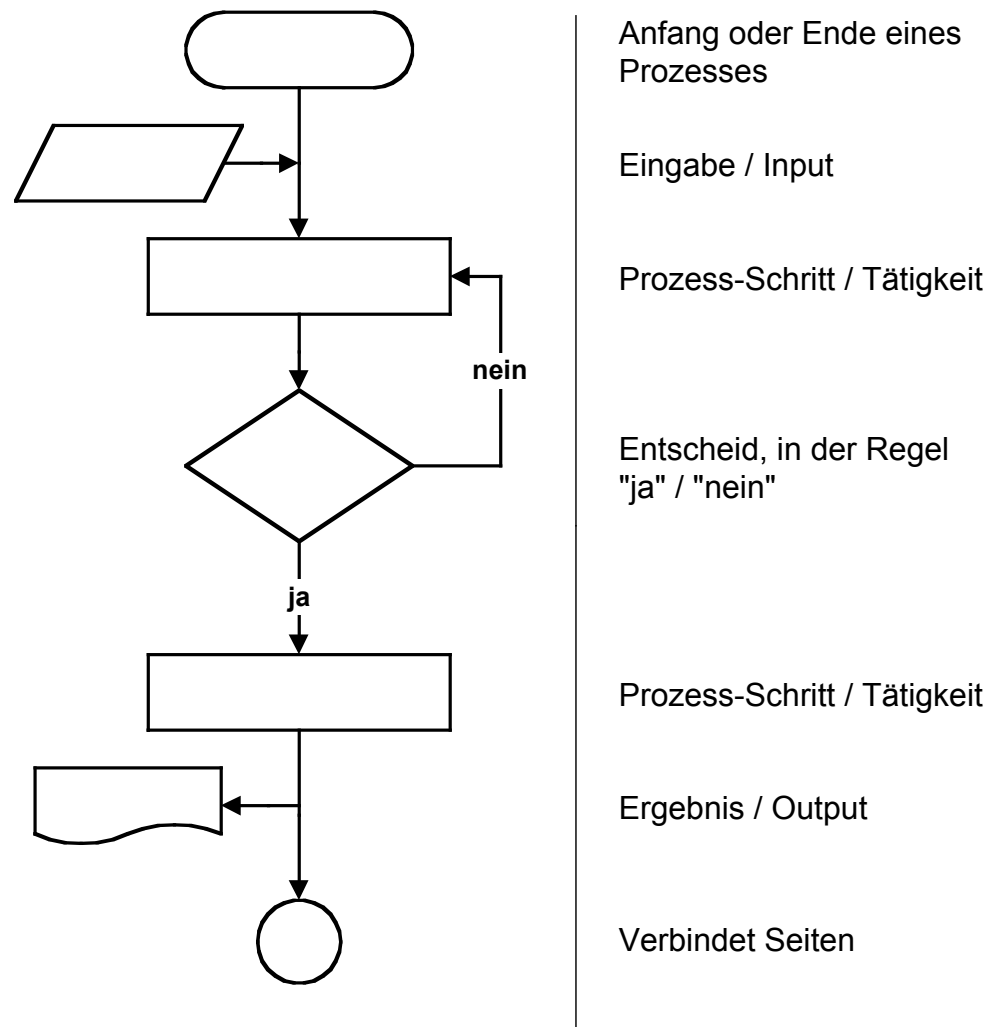 Anfang oder Ende eines
Prozesses
Eingabe / Input
Prozess-Schritt / Tätigkeit
nein
Entscheid, in der Regel
"ja" / "nein"
ja
Prozess-Schritt / Tätigkeit
Ergebnis / Output
Verbindet Seiten